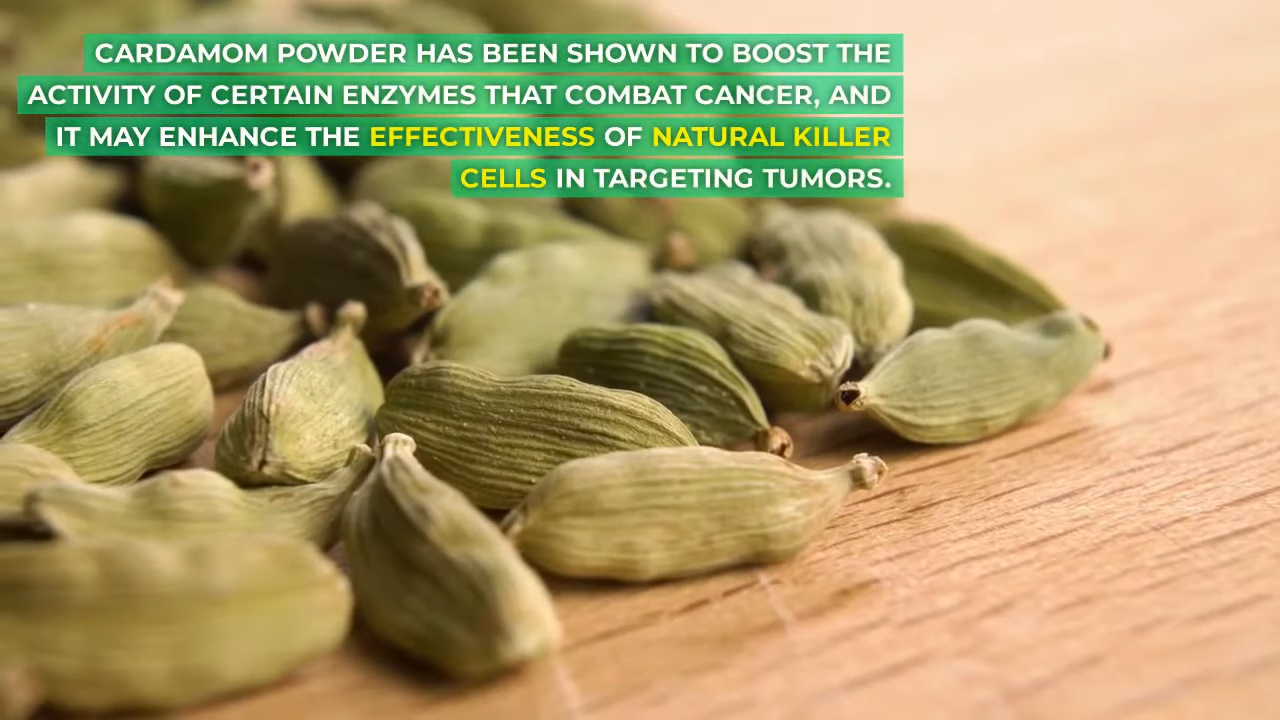 CARDAMOM POWDER HAS BEEN SHOWN TO BOOST THE
ACTIVITY OF CERTAIN ENZYMES THAT COMBAT CANCER, AND
IT MAY ENHANCE THE EFFECTIVENESS OF NATURAL KILLER
CELLS IN TARGETING TUMORS.